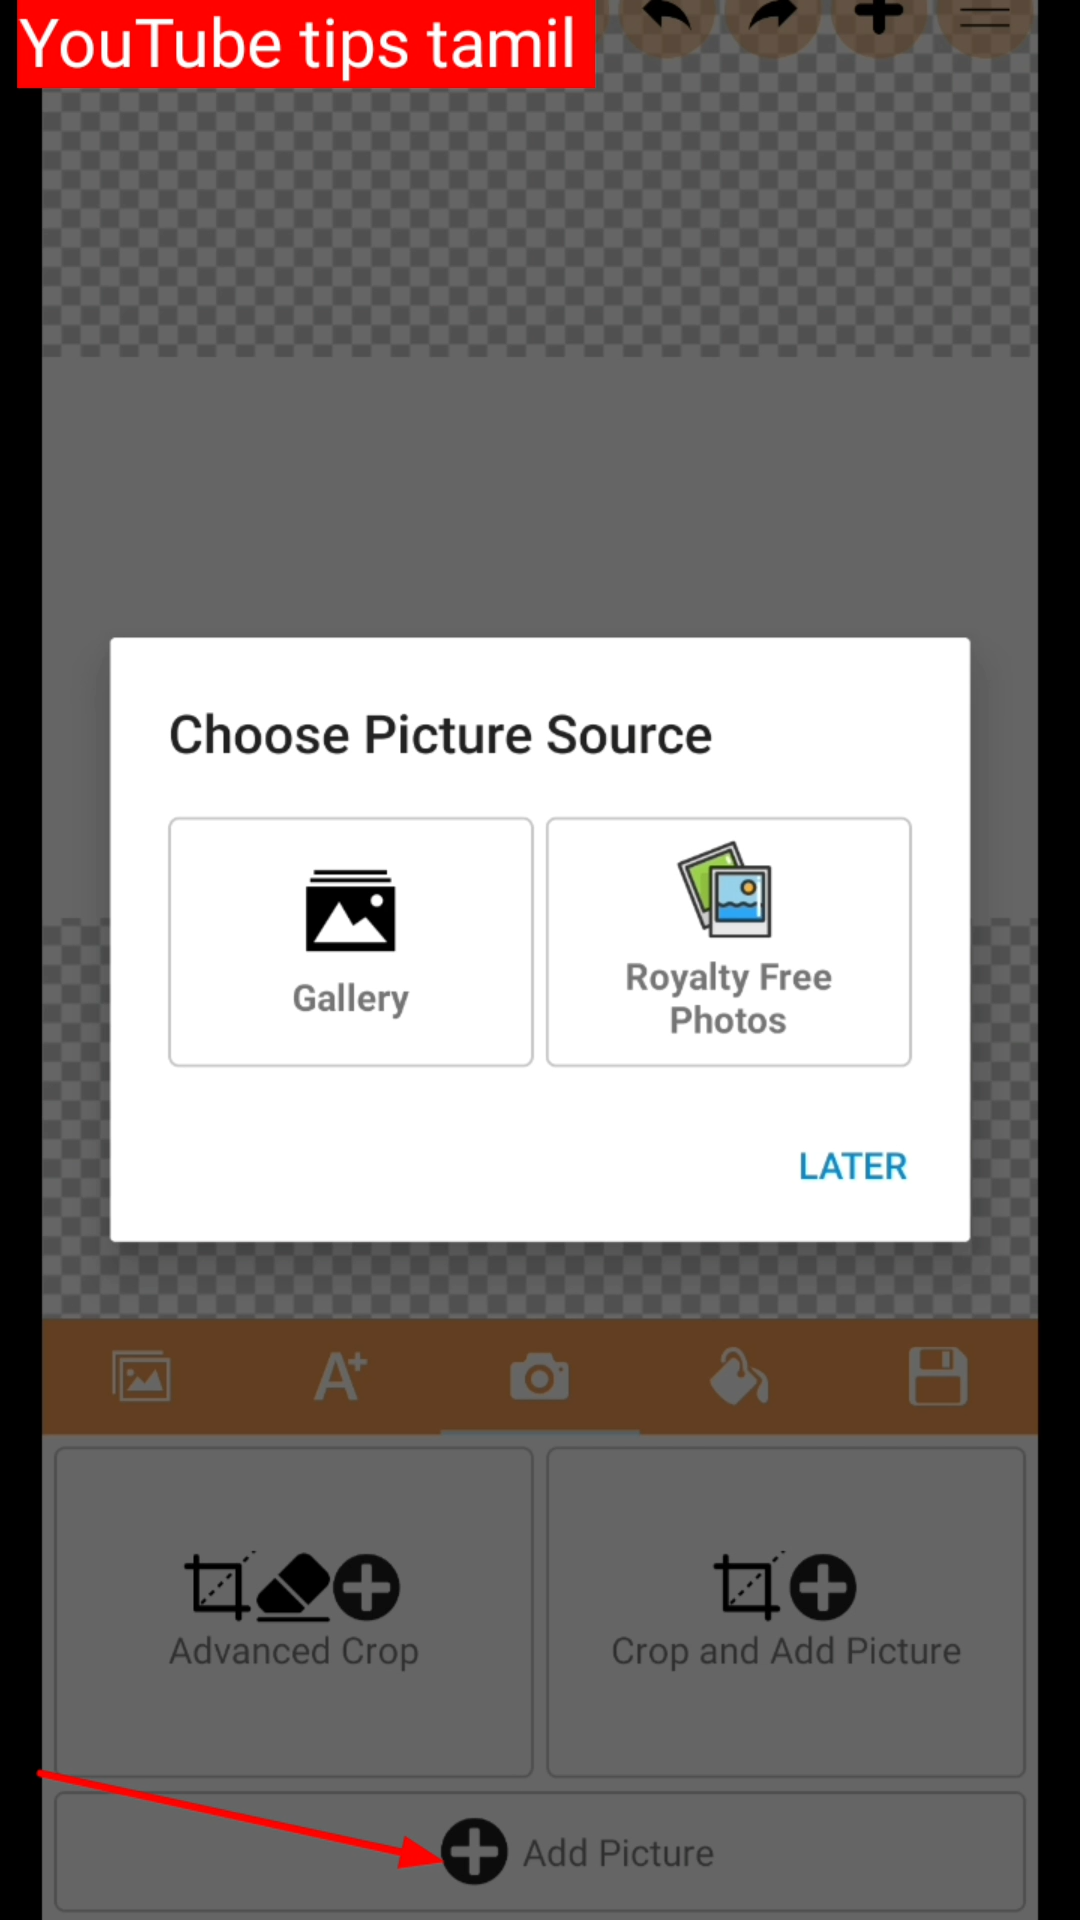 YouTube tips tamil
Choose Picture Source
Gallery
Royalty Free
Photos
LATER
Advanced Crop
Crop and Add Picture
Add Picture